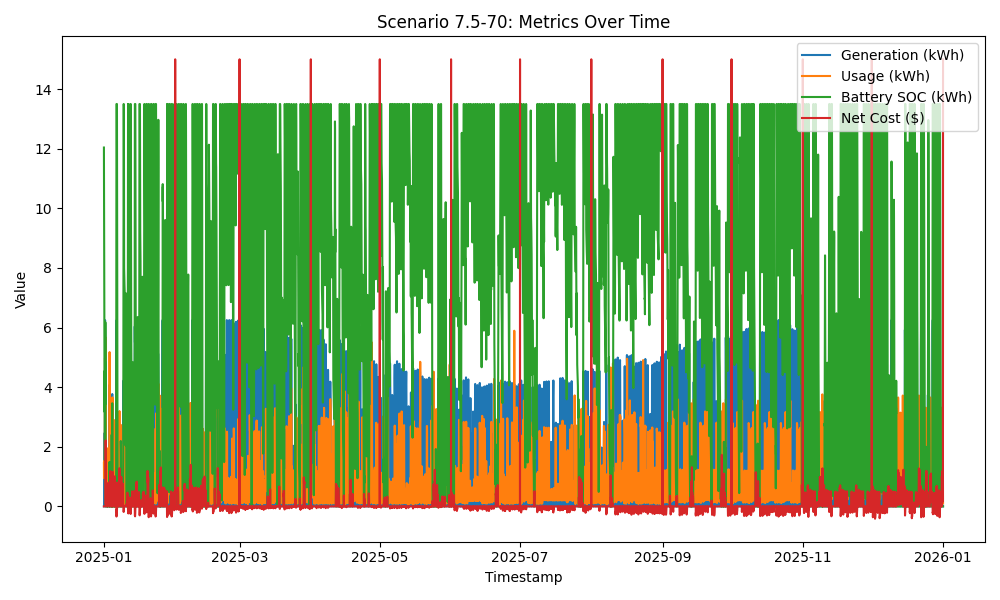 Scenario 7.5-70: Metrics Over Time
Generation (kWh)
Usage (kWh)
Battery SOC (kWh)
Net Cost ($)
Value
14
12
10
8
6
4
2
0
2025-01
2025-03
2025-05
2025-07
2025-09
2025-11
2026-01
Timestamp